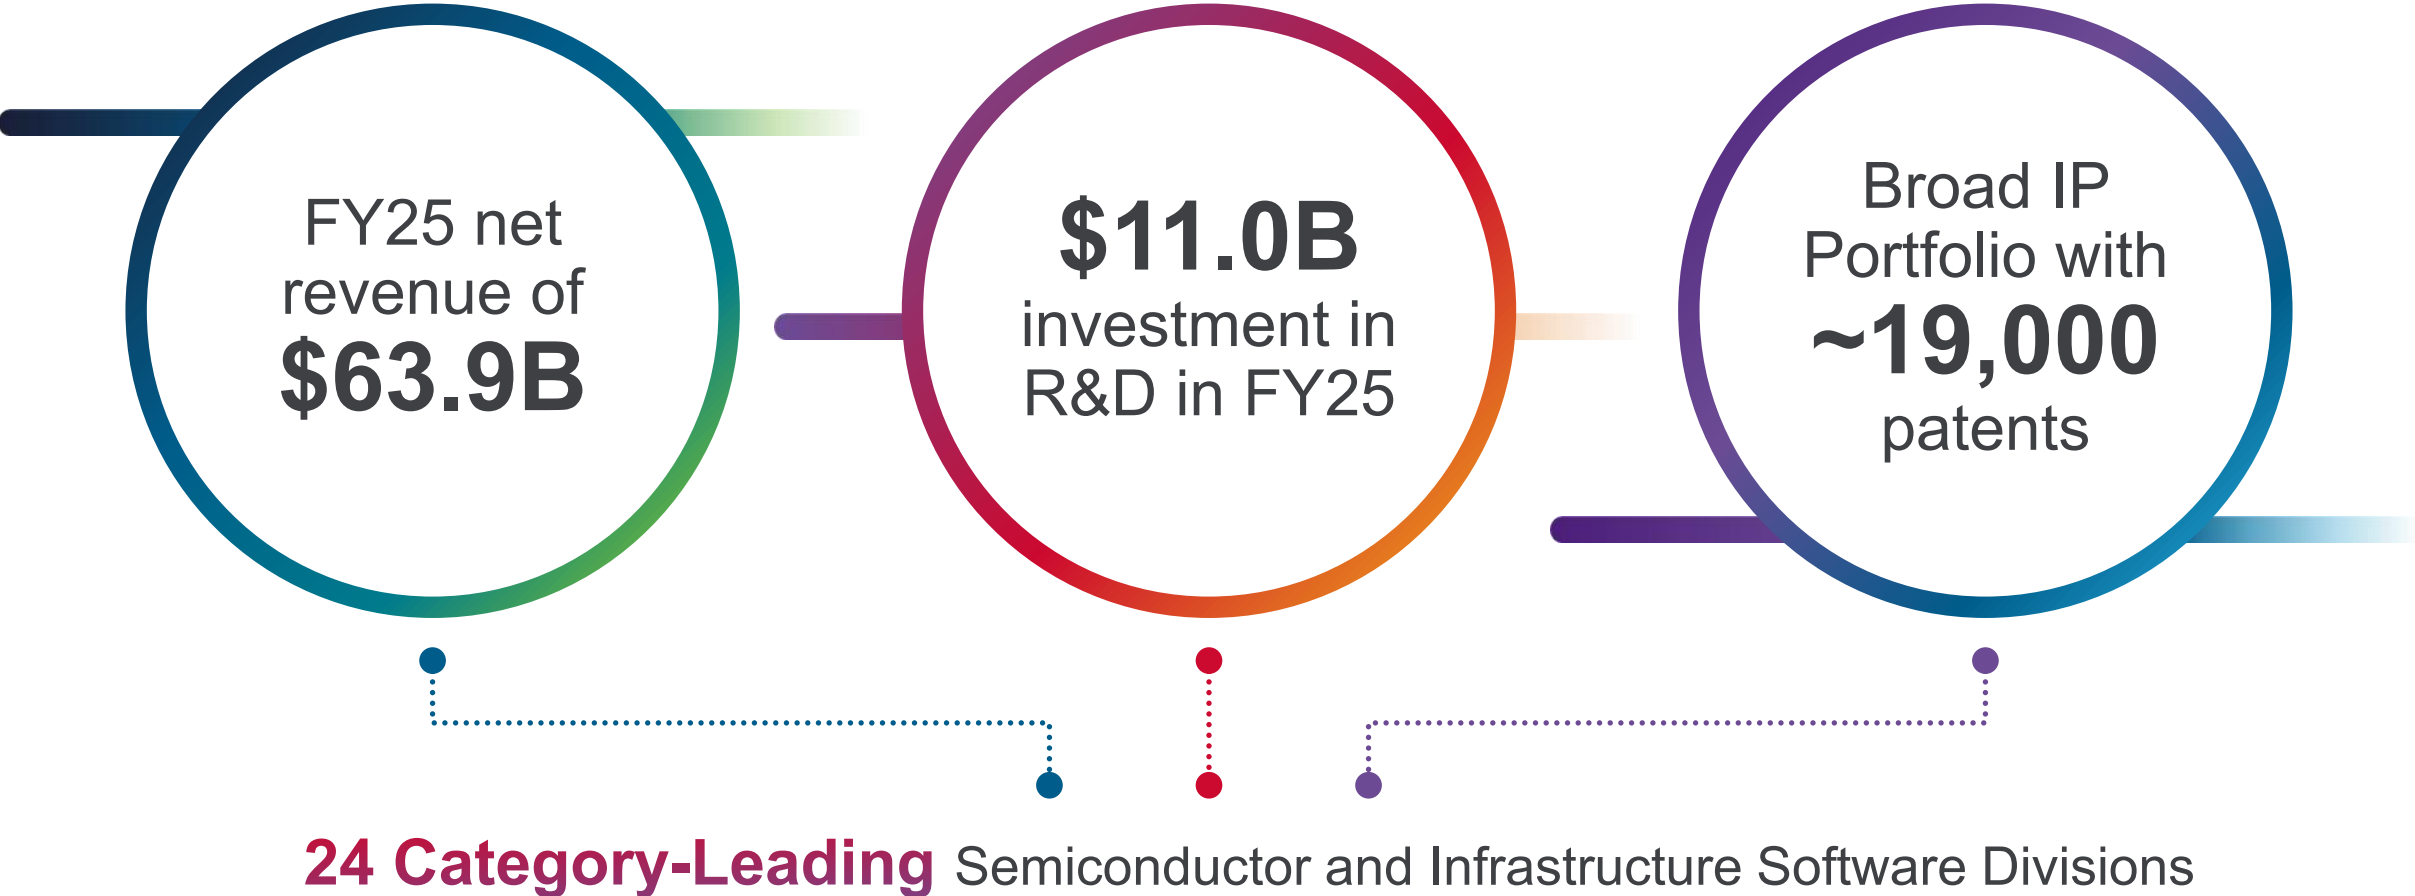 FY25 net
revenue of
$63.9B
$11.0B
investment in
R&D in FY25
Broad IP
Portfolio with
~19,000
patents
24 Category-Leading Semiconductor and Infrastructure Software Divisions